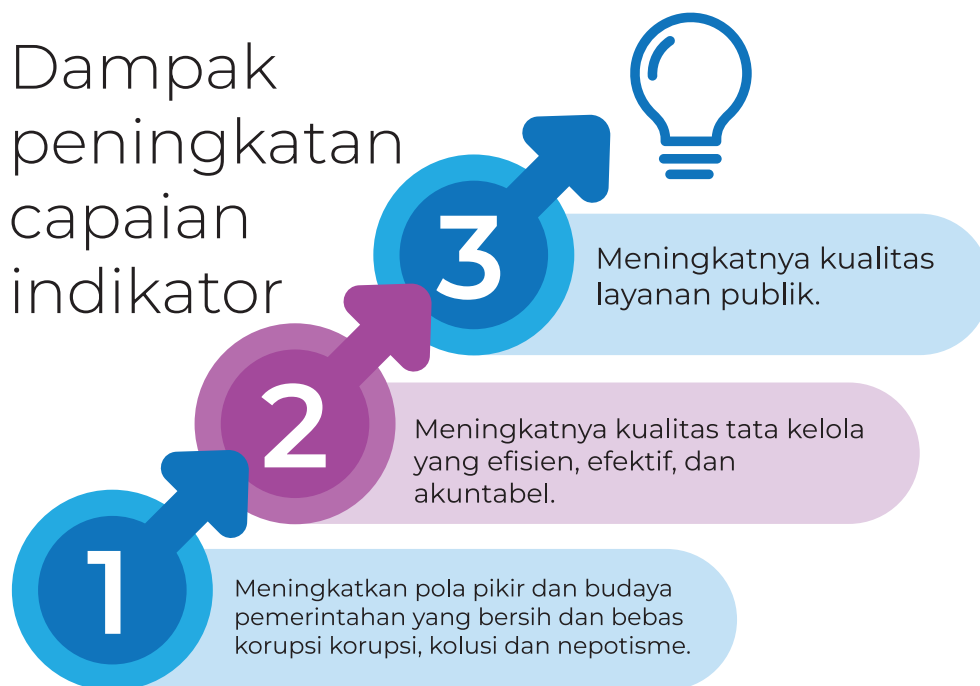 Dampak
peningkatan
capaian
indikator
3
Meningkatnya kualitas
layanan publik.
2
Meningkatnya kualitas tata kelola
yang efisien, efektif, dan
akuntabel.
1
Meningkatkan pola pikir dan budaya
pemerintahan yang bersih dan bebas
korupsi korupsi, kolusi dan nepotisme.